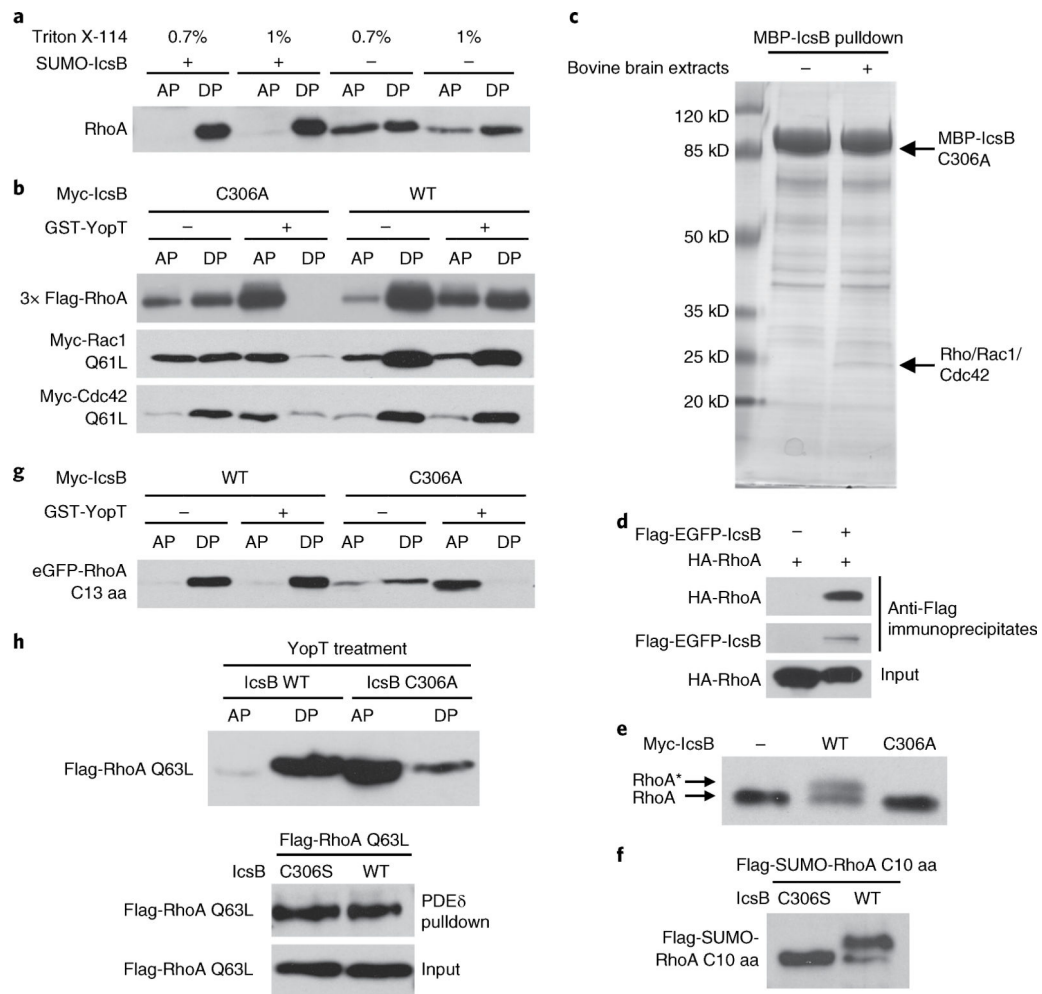 a
Triton X-114 0.7% 1% 0.7% 1%
SUMO-IcsB + + – –
AP DP AP DP AP DP AP DP
RhoA
b
Myc-IcsB C306A WT
GST-YopT – + – +
AP DP AP DP AP DP AP DP
3× Flag-RhoA
Myc-Rac1
Q61L
Myc-Cdc42
Q61L
g
Myc-IcsB WT C306A
GST-YopT – + – +
AP DP AP DP AP DP AP DP
eGFP-RhoA
C13 aa
h
YopT treatment
IcsB WT IcsB C306A
AP DP AP DP
Flag-RhoA Q63L
Flag-RhoA Q63L
IcsB C306S WT
Flag-RhoA Q63L PDEδ
pulldown
Flag-RhoA Q63L Input
c
MBP-IcsB pulldown
Bovine brain extracts – +
120 kD
85 kD
50 kD
35 kD
25 kD
20 kD
MBP-IcsB
C306A
Rho/Rac1/
Cdc42
d
Flag-EGFP-IcsB – +
HA-RhoA + +
HA-RhoA
Flag-EGFP-IcsB
Anti-Flag
immunoprecipitates
HA-RhoA Input
e
Myc-IcsB – WT C306A
RhoA*
RhoA
f
Flag-SUMO-RhoA C10 aa
IcsB C306S WT
Flag-SUMO-
RhoA C10 aa